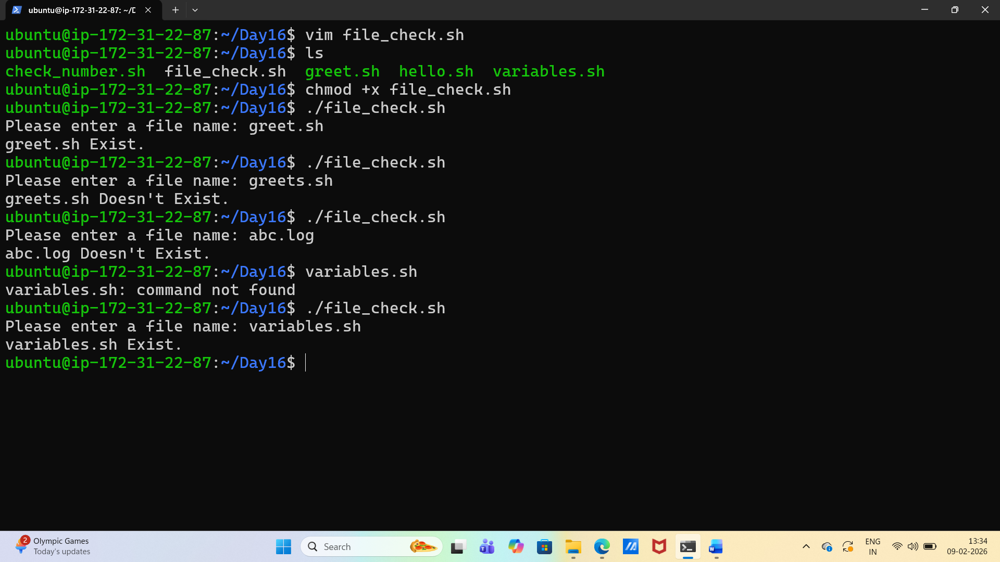 ubuntu@ip-172-31-22-87: ~/D
ubuntu@ip-172-31-22-87:~/Day16$ vim file_check.sh
ubuntu@ip-172-31-22-87:~/Day16$ ls
check_number.sh  file_check.sh  greet.sh  hello.sh  variables.sh
ubuntu@ip-172-31-22-87:~/Day16$ chmod +x file_check.sh
ubuntu@ip-172-31-22-87:~/Day16$ ./file_check.sh
Please enter a file name: greet.sh
greet.sh Exist.
ubuntu@ip-172-31-22-87:~/Day16$ ./file_check.sh
Please enter a file name: greets.sh
greets.sh Doesn't Exist.
ubuntu@ip-172-31-22-87:~/Day16$ ./file_check.sh
Please enter a file name: abc.log
abc.log Doesn't Exist.
ubuntu@ip-172-31-22-87:~/Day16$ variables.sh
variables.sh: command not found
ubuntu@ip-172-31-22-87:~/Day16$ ./file_check.sh
Please enter a file name: variables.sh
variables.sh Exist.
ubuntu@ip-172-31-22-87:~/Day16$
2
Olympic Games
Today's updates
Search
ENG
IN
13:34
09-02-2026